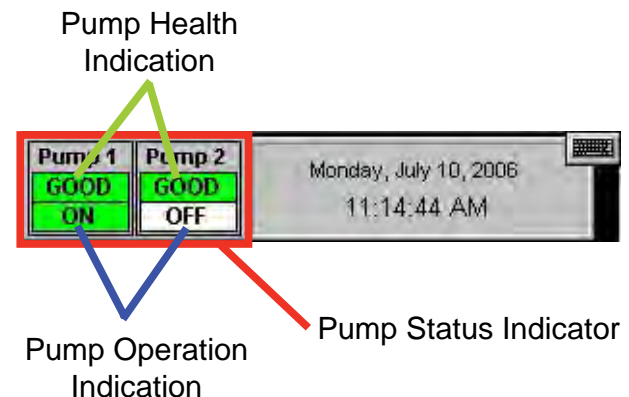 Pump Health
Indication
Pump 1 Pump 2
GOOD GOOD
ON OFF
Monday, July 10, 2006
11:14:44 AM
Pump Status Indicator
Pump Operation
Indication